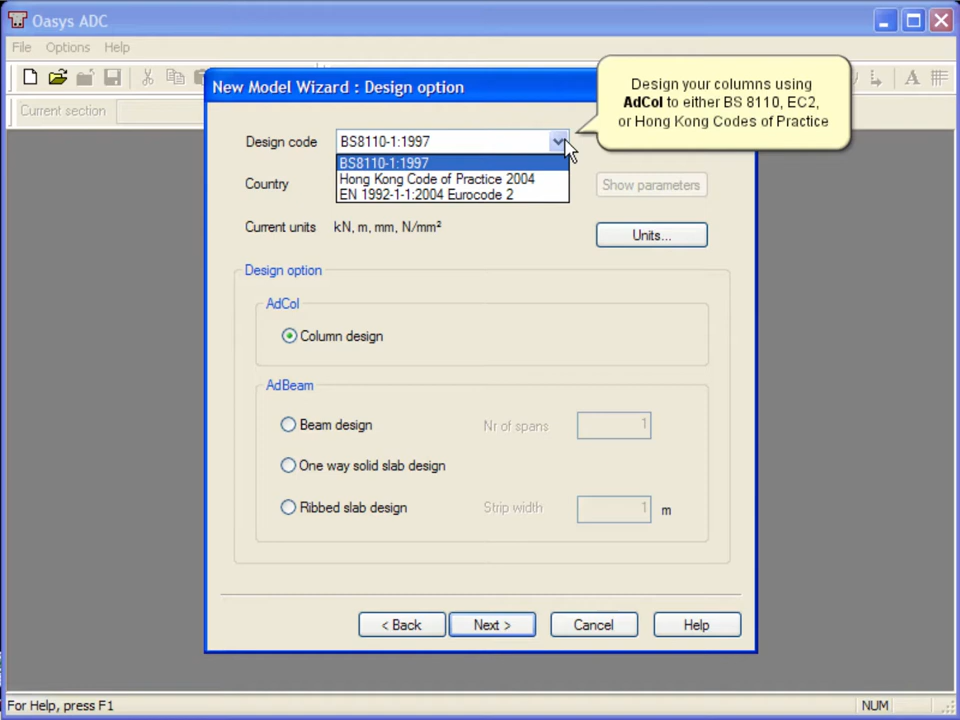 Oasys ADC
File Options Help
Current section
New Model Wizard : Design option
Design your columns using
AdCol to either BS 8110, EC2,
or Hong Kong Codes of Practice
Design code BS8110-1:1997
BS8110-1:1997
Hong Kong Code of Practice 2004
EN 1992-1-1:2004 Eurocode 2
Country Show parameters
Current units kN, m, mm, N/mm² Units...
Design option
AdCol
Column design
AdBeam
Beam design Nr of spans 1
One way solid slab design
Ribbed slab design Strip width 1 m
< Back Next > Cancel Help
For Help, press F1 NUM